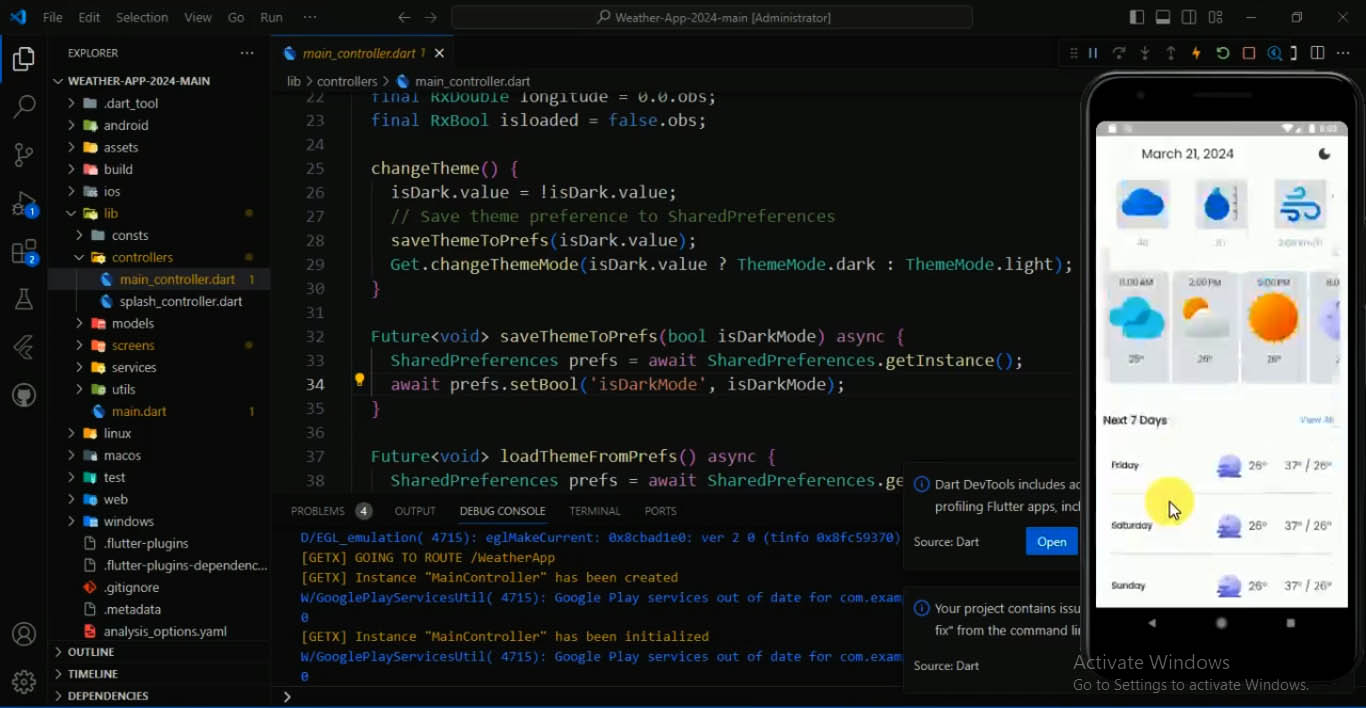 File Edit Selection View Go Run ···
Weather-App-2024-main [Administrator]
EXPLORER
WEATHER-APP-2024-MAIN
.dart_tool
android
assets
build
ios
lib
consts
controllers
main_controller.dart 1
splash_controller.dart
models
screens
services
utils
main.dart 1
linux
macos
test
web
windows
.flutter-plugins
.flutter-plugins-dependenc...
.gitignore
.metadata
analysis_options.yaml
OUTLINE
TIMELINE
DEPENDENCIES
1
2
main_controller.dart 1
lib > controllers > main_controller.dart
22 final RxDouble longitude = 0.0.obs;
23 final RxBool isloaded = false.obs;
24
25 changeTheme() {
26 isDark.value = !isDark.value;
27 // Save theme preference to SharedPreferences
28 saveThemeToPrefs(isDark.value);
29 Get.changeThemeMode(isDark.value ? ThemeMode.dark : ThemeMode.light);
30 }
31
32 Future<void> saveThemeToPrefs(bool isDarkMode) async {
33 SharedPreferences prefs = await SharedPreferences.getInstance();
34 await prefs.setBool('isDarkMode', isDarkMode);
35 }
36
37 Future<void> loadThemeFromPrefs() async {
38 SharedPreferences prefs = await SharedPreferences.ge
PROBLEMS 4 OUTPUT DEBUG CONSOLE TERMINAL PORTS
D/EGL_emulation( 4715): eglMakeCurrent: 0x8cbad1e0: ver 2 0 (tinfo 0x8fc59370)
[GETX] GOING TO ROUTE /WeatherApp
[GETX] Instance "MainController" has been created
W/GooglePlayServicesUtil( 4715): Google Play services out of date for com.exam
0
[GETX] Instance "MainController" has been initialized
W/GooglePlayServicesUtil( 4715): Google Play services out of date for com.exam
0
Dart DevTools includes
profiling Flutter apps, incl
Source: Dart
Open
Your project contains issu
fix" from the command li
Source: Dart
March 21, 2024
11:00 AM 2:00 PM 5:00 PM
25° 26° 26°
Next 7 Days View All
Friday 26° 37° / 26°
Saturday 26° 37° / 26°
Sunday 26° 37° / 26°
Activate Windows
Go to Settings to activate Windows.